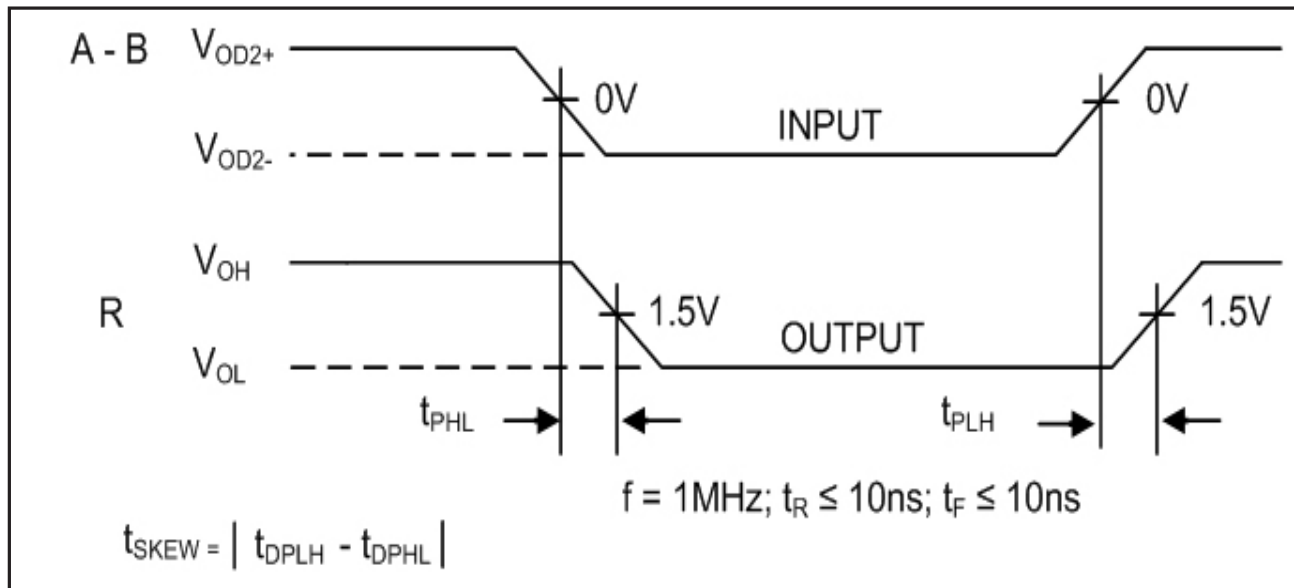 A - B VOD2+
0V
0V
INPUT
VOD2-
VOH
R
1.5V
1.5V
OUTPUT
VOL
tPHL
tPLH
f = 1MHz; tR ≤ 10ns; tF ≤ 10ns
tSKEW = | tDPLH - tDPHL |